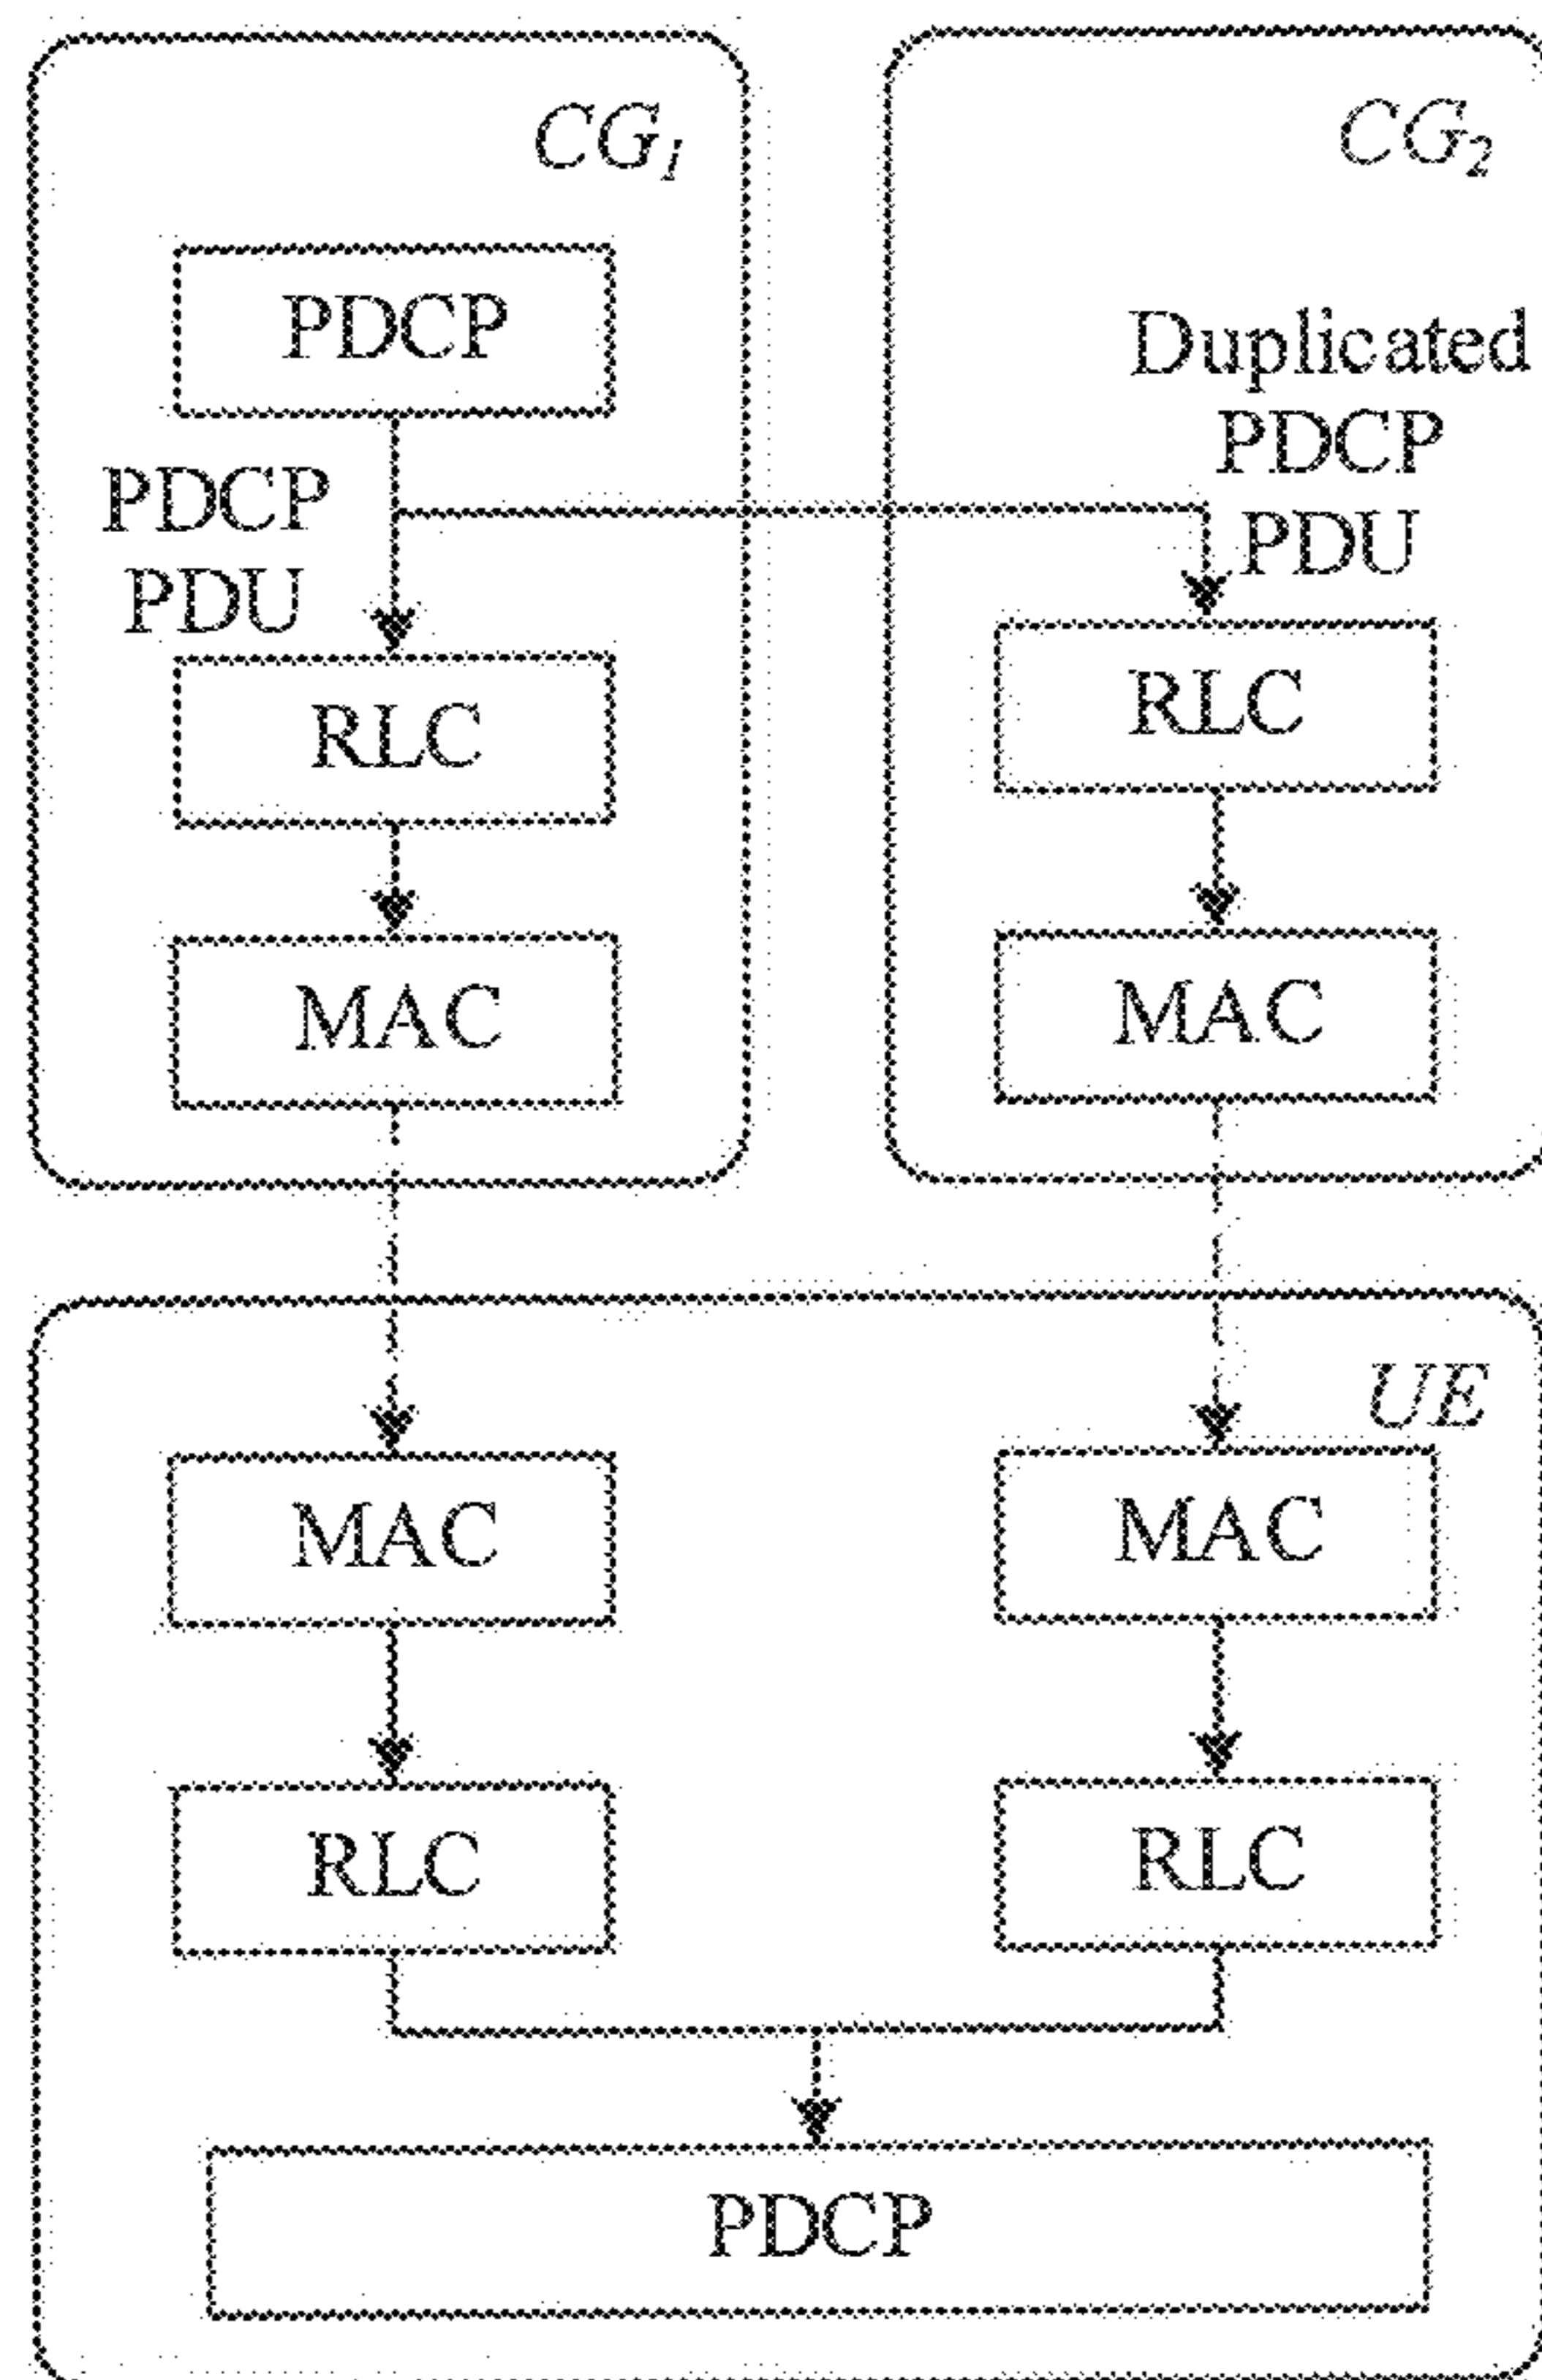 CG1
PDCP
PDCP
PDU
RLC
MAC
CG2
Duplicated
PDCP
PDU
RLC
MAC
UE
MAC
MAC
RLC
RLC
PDCP